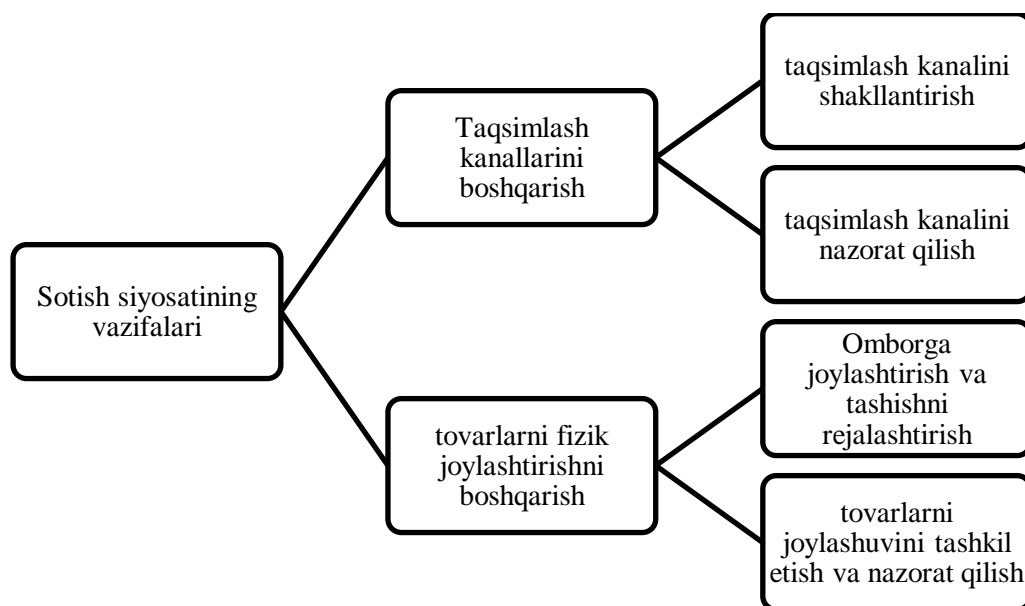 Sotish siyosatining
vazifalari
Taqsimlash
kanallarini
boshqarish
taqsimlash kanalini
shakllantirish
taqsimlash kanalini
nazorat qilish
tovarlarni fizik
joylashtirishni
boshqarish
Omborga
joylashtirish va
tashishni
rejalashtirish
tovarlarni
joylashuvini tashkil
etish va nazorat qilish